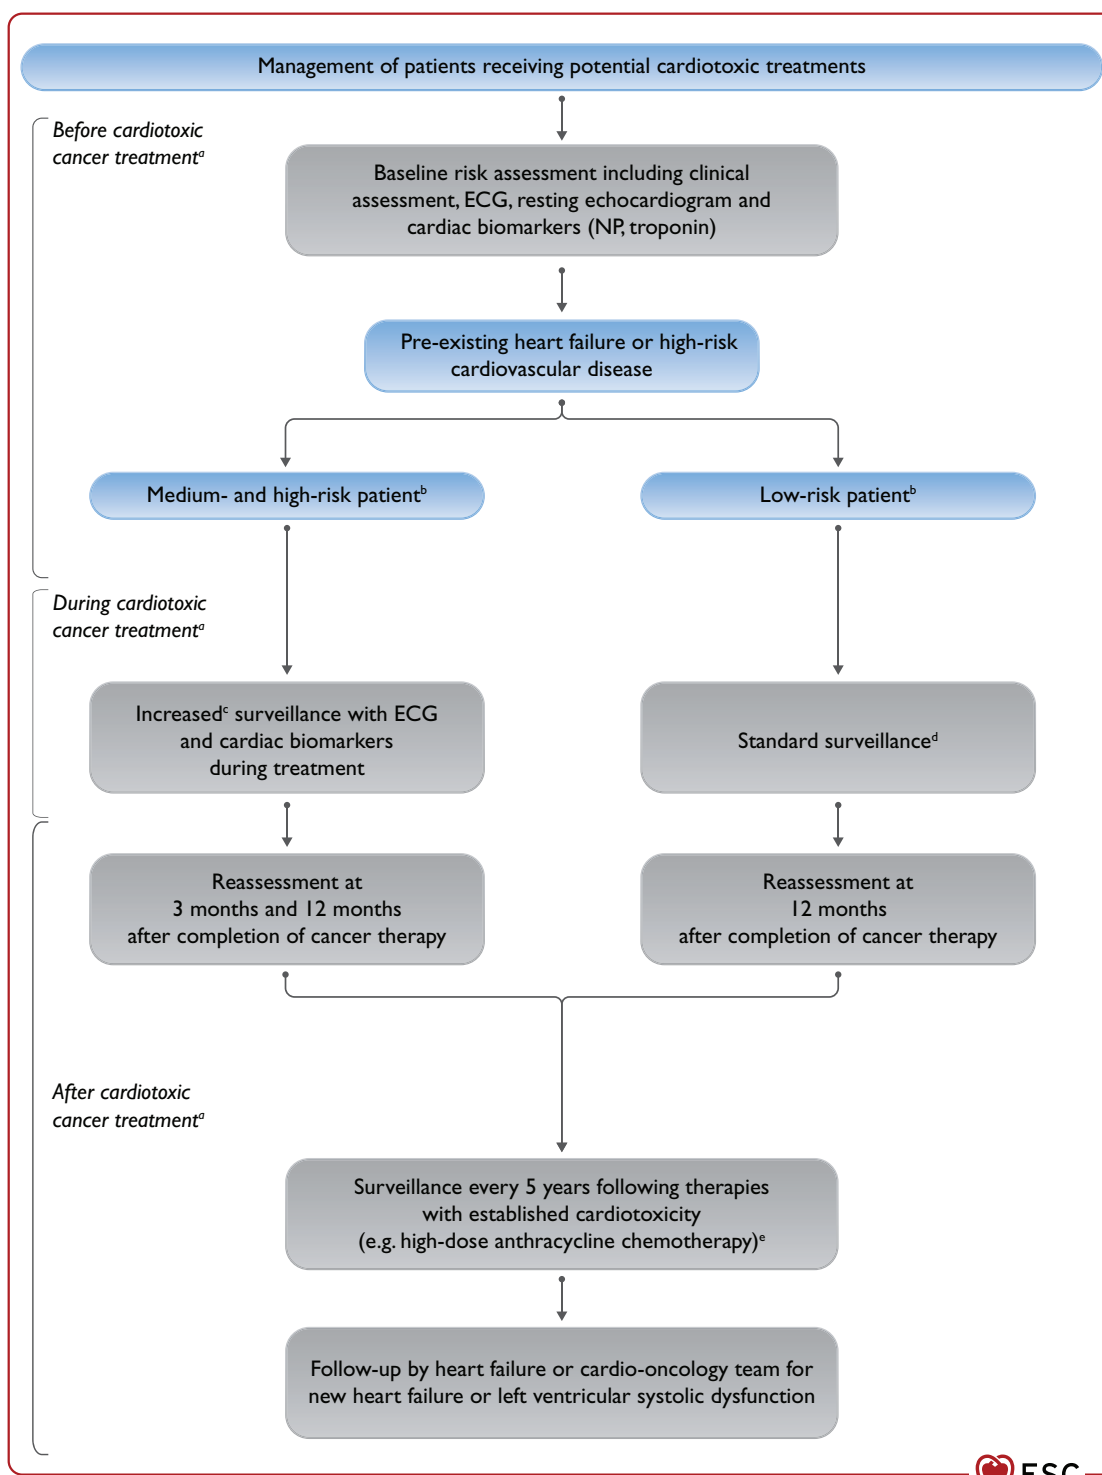 Management of patients receiving potential cardiotoxic treatments
Before cardiotoxic
cancer treatmentᵃ
Baseline risk assessment including clinical
assessment, ECG, resting echocardiogram and
cardiac biomarkers (NP, troponin)
Pre-existing heart failure or high-risk
cardiovascular disease
Medium- and high-risk patientᵇ
Low-risk patientᵇ
During cardiotoxic
cancer treatmentᵃ
Increasedᶜ surveillance with ECG
and cardiac biomarkers
during treatment
Standard surveillanceᵈ
Reassessment at
3 months and 12 months
after completion of cancer therapy
Reassessment at
12 months
after completion of cancer therapy
After cardiotoxic
cancer treatmentᵃ
Surveillance every 5 years following therapies
with established cardiotoxicity
(e.g. high-dose anthracycline chemotherapy)ᵉ
Follow-up by heart failure or cardio-oncology team for
new heart failure or left ventricular systolic dysfunction
ESC